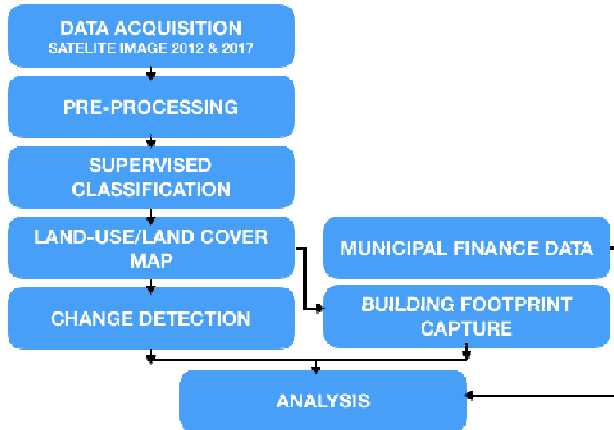 DATA ACQUISITION
SATELITE IMAGE 2012 & 2017
PRE-PROCESSING
SUPERVISED
CLASSIFICATION
LAND-USE/LAND COVER
MAP
MUNICIPAL FINANCE DATA
CHANGE DETECTION
BUILDING FOOTPRINT
CAPTURE
ANALYSIS